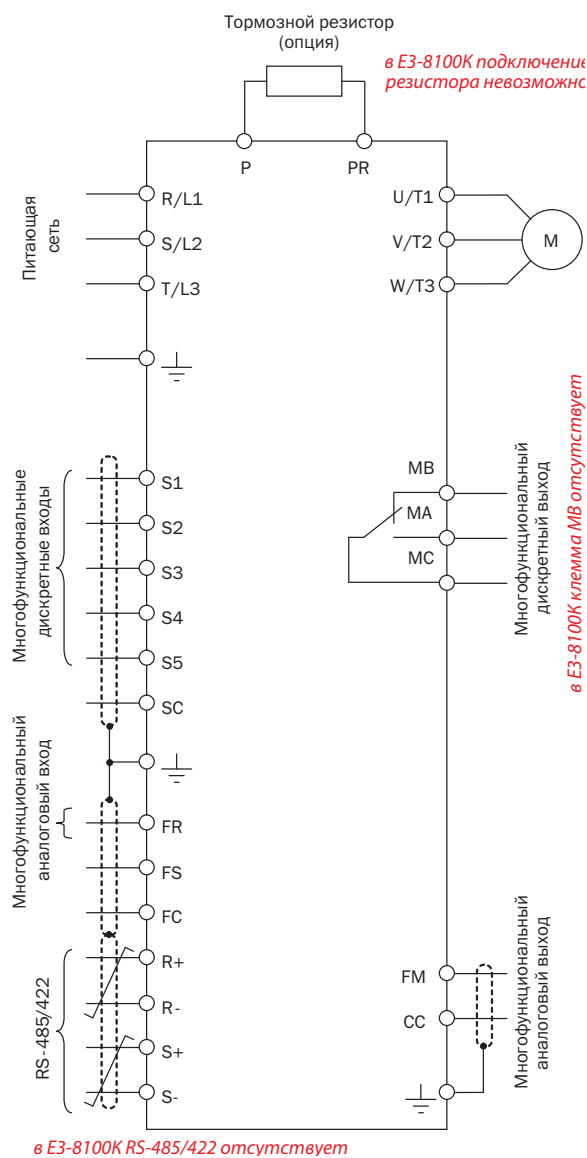 Тормозной резистор
(опция)
в E3-8100K подключение
резистора невозможно
P
PR
Питающая
сеть
R/L1
S/L2
T/L3
U/T1
V/T2
W/T3
M
Многофункциональные
дискретные входы
S1
S2
S3
S4
S5
SC
MB
MA
MC
Многофункциональный
дискретный выход
в E3-8100K клемма MB отсутствует
Многофункциональный
аналоговый вход
FR
FS
FC
RS-485/422
R+
R-
S+
S-
FM
CC
Многофункциональный
аналоговый выход
в E3-8100K RS-485/422 отсутствует